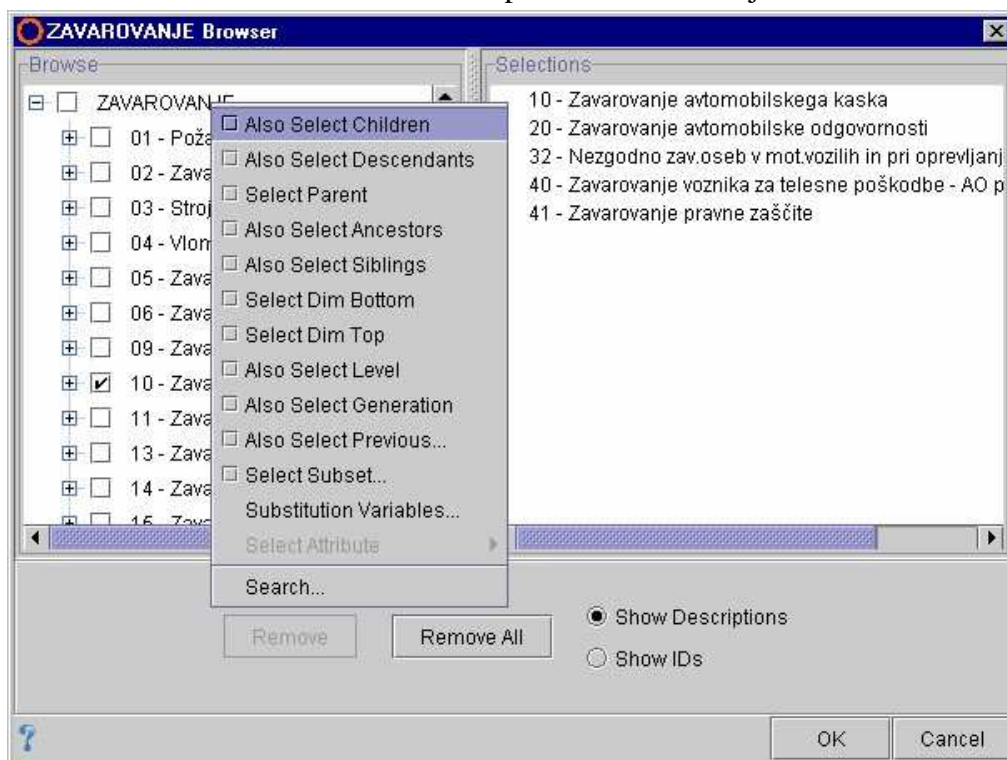 ZAVAROVANJE Browser
Browse
ZAVAROVANJE
01 - Poža
02 - Zava
03 - Stroj
04 - Vlom
05 - Zava
06 - Zava
09 - Zava
10 - Zava
11 - Zava
13 - Zava
14 - Zava
Also Select Children
Also Select Descendants
Select Parent
Also Select Ancestors
Also Select Siblings
Select Dim Bottom
Select Dim Top
Also Select Level
Also Select Generation
Also Select Previous...
Select Subset...
Substitution Variables...
Select Attribute
Search...
Selections
10 - Zavarovanje avtomobilskega kaska
20 - Zavarovanje avtomobilske odgovornosti
32 - Nezgodno zav.oseb v mot.vozilih in pri oprevljanj
40 - Zavarovanje voznika za telesne poškodbe - AO p
41 - Zavarovanje pravne zaščite
Remove
Remove All
Show Descriptions
Show IDs
?
OK
Cancel